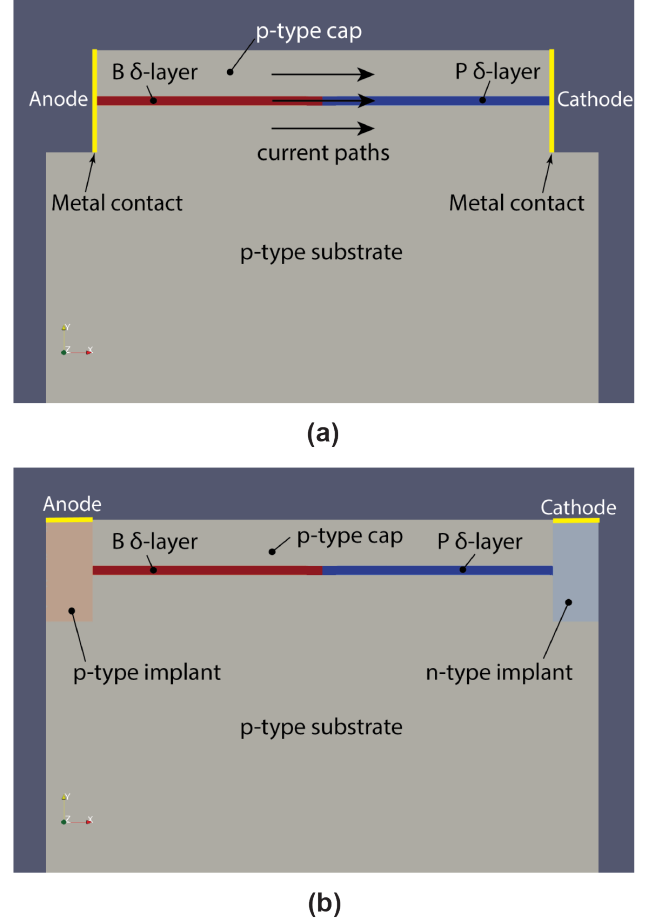 p-type cap
B δ-layer
P δ-layer
Anode
Cathode
current paths
Metal contact
Metal contact
p-type substrate
Y
Z
X
(a)
Anode
Cathode
B δ-layer
p-type cap
P δ-layer
p-type implant
n-type implant
p-type substrate
Y
Z
X
(b)